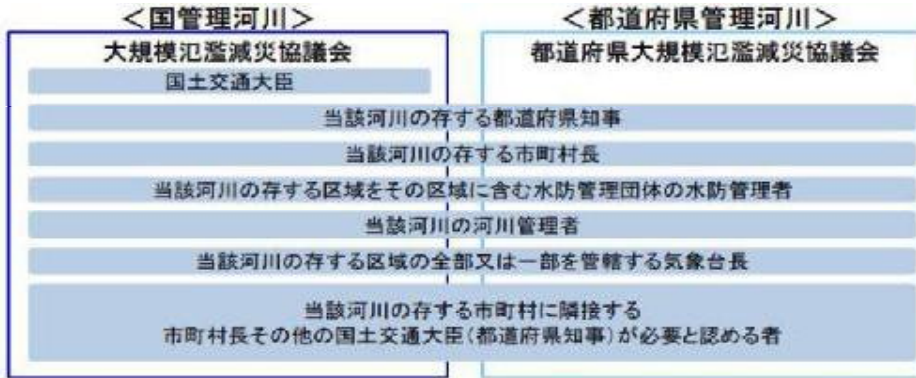 ＜国管理河川＞
＜都道府県管理河川＞
大規模氾濫減災協議会
都道府県大規模氾濫減災協議会
国土交通大臣
当該河川の存する都道府県知事
当該河川の存する市町村長
当該河川の存する区域をその区域に含む水防管理団体の水防管理者
当該河川の河川管理者
当該河川の存する区域の全部又は一部を管轄する気象台長
当該河川の存する市町村に隣接する
市町村長その他の国土交通大臣（都道府県知事）が必要と認める者